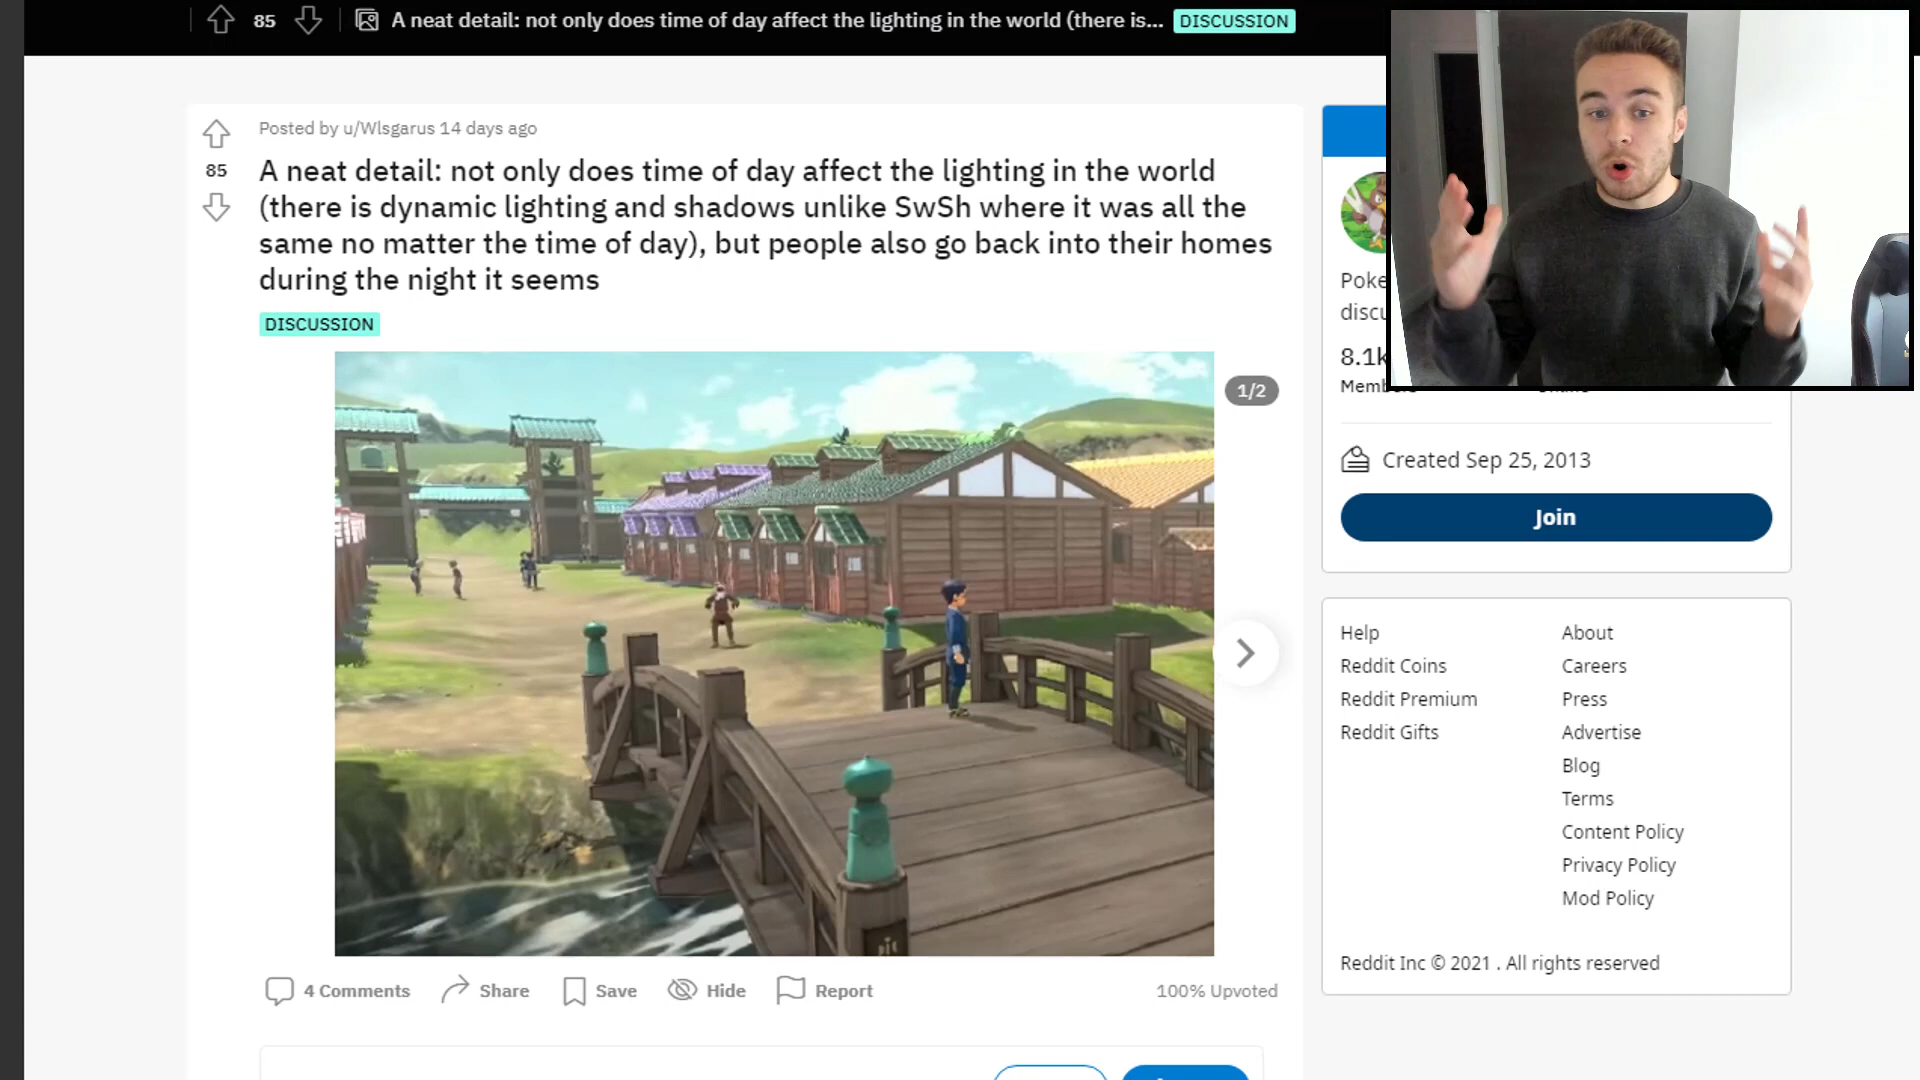 85 A neat detail: not only does time of day affect the lighting in the world (there is... DISCUSSION
Posted by u/Wlsgarus 14 days ago
85
A neat detail: not only does time of day affect the lighting in the world
(there is dynamic lighting and shadows unlike SwSh where it was all the
same no matter the time of day), but people also go back into their homes
during the night it seems
DISCUSSION
1/2
4 Comments Share Save Hide Report 100% Upvoted
Poke
discu
8.1k
Members
Created Sep 25, 2013
Join
Help About
Reddit Coins Careers
Reddit Premium Press
Reddit Gifts Advertise
Blog
Terms
Content Policy
Privacy Policy
Mod Policy
Reddit Inc © 2021 . All rights reserved